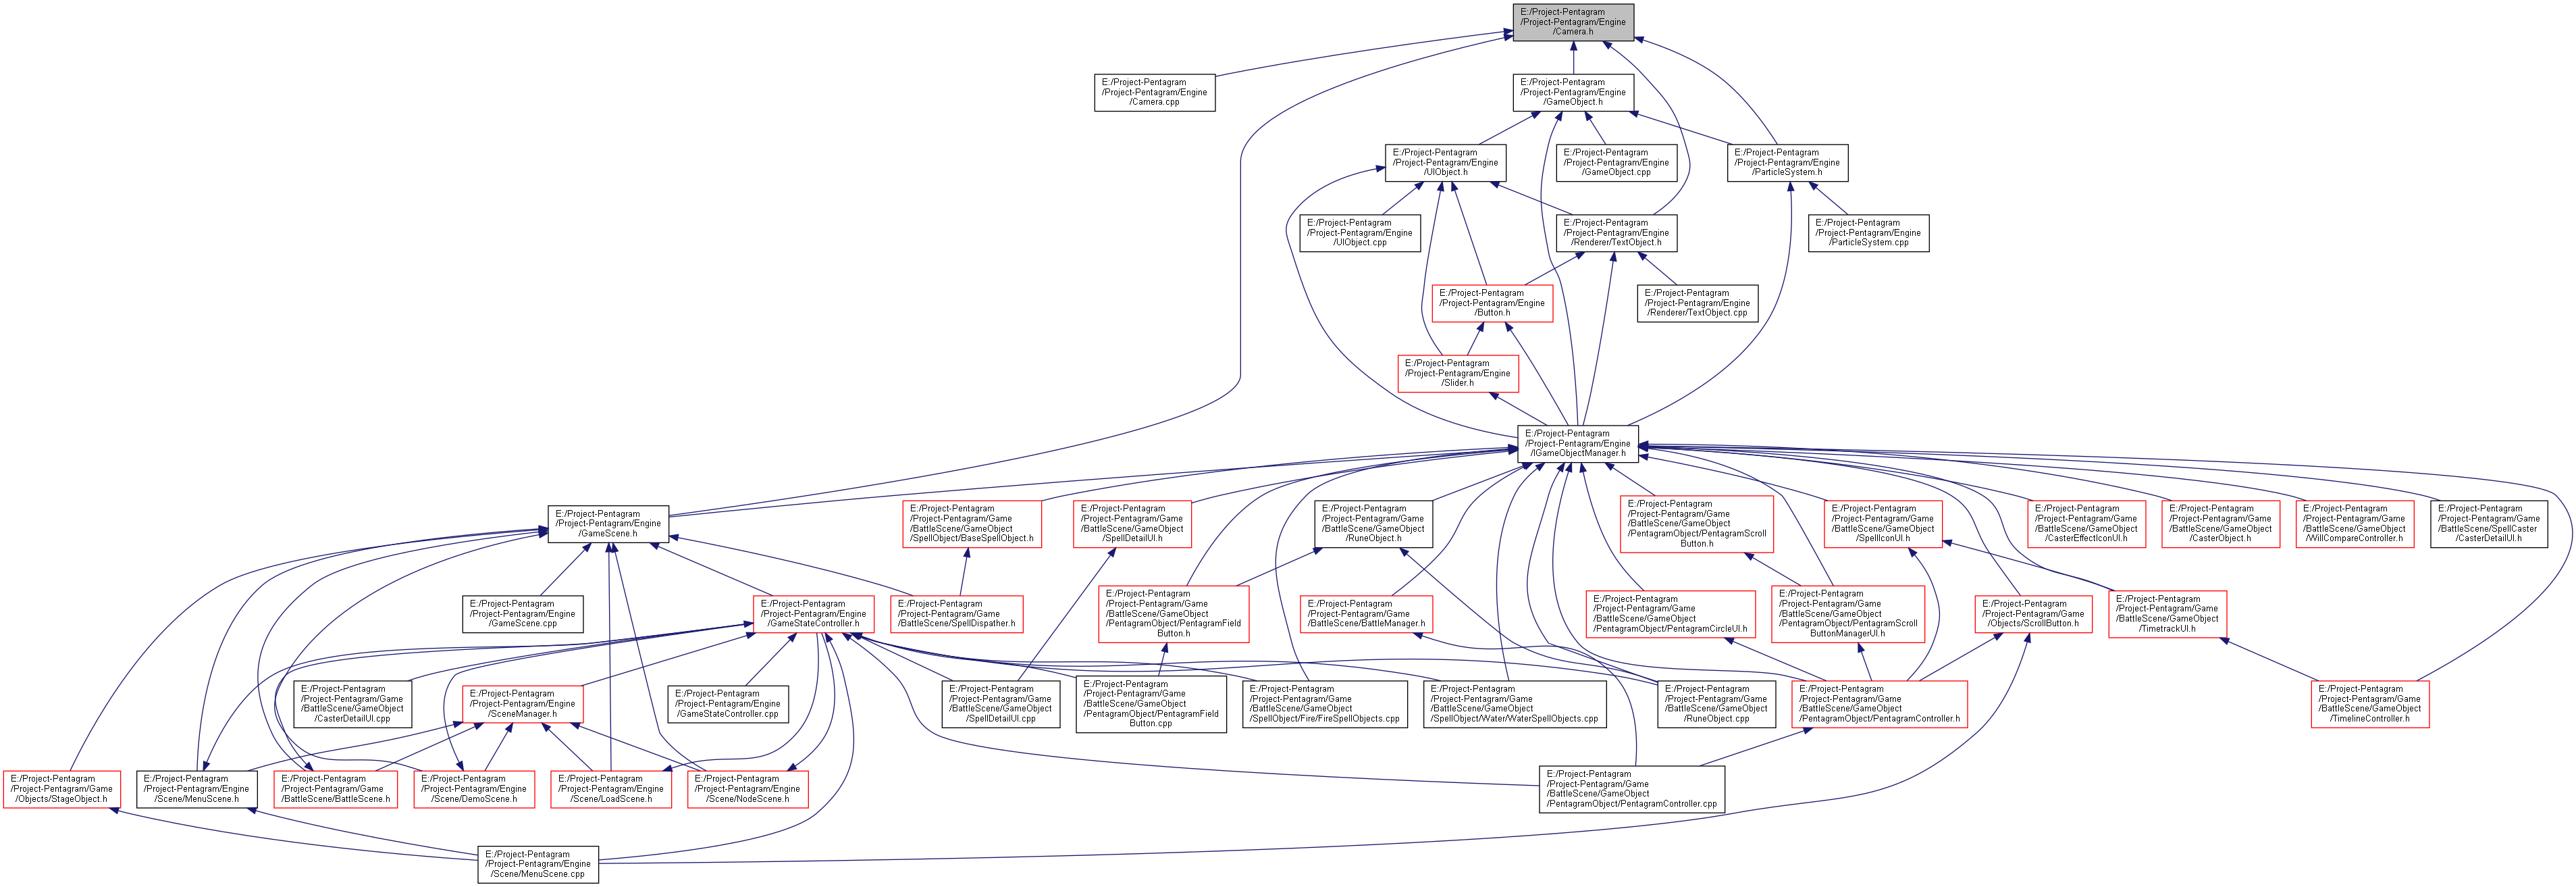 E:/Project-Pentagram
/Project-Pentagram/Engine
/Camera.h
E:/Project-Pentagram
/Project-Pentagram/Engine
/Camera.cpp
E:/Project-Pentagram
/Project-Pentagram/Engine
/GameObject.h
E:/Project-Pentagram
/Project-Pentagram/Engine
/UIObject.h
E:/Project-Pentagram
/Project-Pentagram/Engine
/GameObject.cpp
E:/Project-Pentagram
/Project-Pentagram/Engine
/ParticleSystem.h
E:/Project-Pentagram
/Project-Pentagram/Engine
/UIObject.cpp
E:/Project-Pentagram
/Project-Pentagram/Engine
/Renderer/TextObject.h
E:/Project-Pentagram
/Project-Pentagram/Engine
/ParticleSystem.cpp
E:/Project-Pentagram
/Project-Pentagram/Engine
/Button.h
E:/Project-Pentagram
/Project-Pentagram/Engine
/Renderer/TextObject.cpp
E:/Project-Pentagram
/Project-Pentagram/Engine
/Slider.h
E:/Project-Pentagram
/Project-Pentagram/Engine
/IGameObjectManager.h
E:/Project-Pentagram
/Project-Pentagram/Engine
/GameScene.h
E:/Project-Pentagram
/Project-Pentagram/Game
/BattleScene/GameObject
/SpellObject/BaseSpellObject.h
E:/Project-Pentagram
/Project-Pentagram/Game
/BattleScene/GameObject
/SpellDetailUI.h
E:/Project-Pentagram
/Project-Pentagram/Game
/BattleScene/GameObject
/RuneObject.h
E:/Project-Pentagram
/Project-Pentagram/Game
/BattleScene/GameObject
/PentagramObject/PentagramScroll
Button.h
E:/Project-Pentagram
/Project-Pentagram/Game
/BattleScene/GameObject
/SpellIconUI.h
E:/Project-Pentagram
/Project-Pentagram/Game
/BattleScene/GameObject
/CasterEffectIconUI.h
E:/Project-Pentagram
/Project-Pentagram/Game
/BattleScene/GameObject
/CasterObject.h
E:/Project-Pentagram
/Project-Pentagram/Game
/BattleScene/GameObject
/WillCompareController.h
E:/Project-Pentagram
/Project-Pentagram/Game
/BattleScene/SpellCaster
/CasterDetailUI.h
E:/Project-Pentagram
/Project-Pentagram/Engine
/GameScene.cpp
E:/Project-Pentagram
/Project-Pentagram/Engine
/GameStateController.h
E:/Project-Pentagram
/Project-Pentagram/Game
/BattleScene/SpellDispather.h
E:/Project-Pentagram
/Project-Pentagram/Game
/BattleScene/GameObject
/PentagramObject/PentagramField
Button.h
E:/Project-Pentagram
/Project-Pentagram/Game
/BattleScene/BattleManager.h
E:/Project-Pentagram
/Project-Pentagram/Game
/BattleScene/GameObject
/PentagramObject/PentagramCircleUI.h
E:/Project-Pentagram
/Project-Pentagram/Game
/BattleScene/GameObject
/PentagramObject/PentagramScroll
ButtonManagerUI.h
E:/Project-Pentagram
/Project-Pentagram/Game
/Objects/ScrollButton.h
E:/Project-Pentagram
/Project-Pentagram/Game
/BattleScene/GameObject
/TimetrackUI.h
E:/Project-Pentagram
/Project-Pentagram/Game
/BattleScene/GameObject
/CasterDetailUI.cpp
E:/Project-Pentagram
/Project-Pentagram/Engine
/SceneManager.h
E:/Project-Pentagram
/Project-Pentagram/Engine
/GameStateController.cpp
E:/Project-Pentagram
/Project-Pentagram/Game
/BattleScene/GameObject
/SpellDetailUI.cpp
E:/Project-Pentagram
/Project-Pentagram/Game
/BattleScene/GameObject
/PentagramObject/PentagramField
Button.cpp
E:/Project-Pentagram
/Project-Pentagram/Game
/BattleScene/GameObject
/SpellObject/Fire/FireSpellObjects.cpp
E:/Project-Pentagram
/Project-Pentagram/Game
/BattleScene/GameObject
/SpellObject/Water/WaterSpellObjects.cpp
E:/Project-Pentagram
/Project-Pentagram/Game
/BattleScene/GameObject
/RuneObject.cpp
E:/Project-Pentagram
/Project-Pentagram/Game
/BattleScene/GameObject
/PentagramObject/PentagramController.h
E:/Project-Pentagram
/Project-Pentagram/Game
/BattleScene/GameObject
/TimelineController.h
E:/Project-Pentagram
/Project-Pentagram/Game
/Objects/StageObject.h
E:/Project-Pentagram
/Project-Pentagram/Engine
/Scene/MenuScene.h
E:/Project-Pentagram
/Project-Pentagram/Game
/BattleScene/BattleScene.h
E:/Project-Pentagram
/Project-Pentagram/Engine
/Scene/DemoScene.h
E:/Project-Pentagram
/Project-Pentagram/Engine
/Scene/LoadScene.h
E:/Project-Pentagram
/Project-Pentagram/Engine
/Scene/NodeScene.h
E:/Project-Pentagram
/Project-Pentagram/Game
/BattleScene/GameObject
/PentagramObject/PentagramController.cpp
E:/Project-Pentagram
/Project-Pentagram/Engine
/Scene/MenuScene.cpp